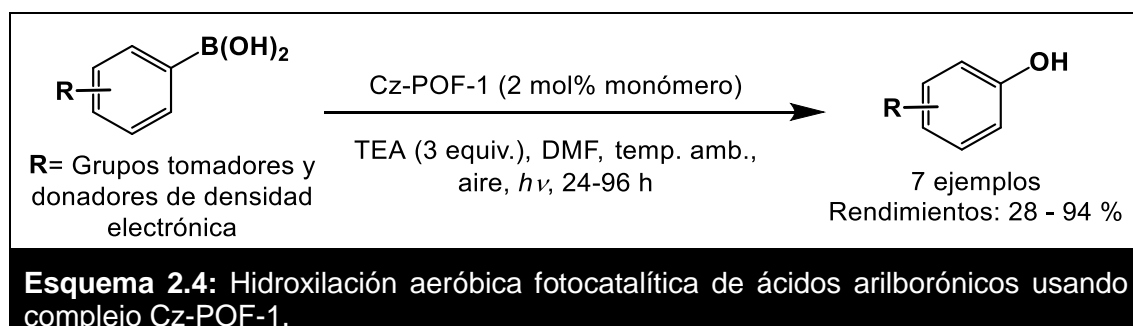 B(OH)2
R
R= Grupos tomadores y
donadores de densidad
electrónica
Cz-POF-1 (2 mol% monómero)
TEA (3 equiv.), DMF, temp. amb.,
aire, hν, 24-96 h
OH
R
7 ejemplos
Rendimientos: 28 - 94 %
Esquema 2.4: Hidroxilación aeróbica fotocatalítica de ácidos arilborónicos usando
complejo Cz-POF-1.